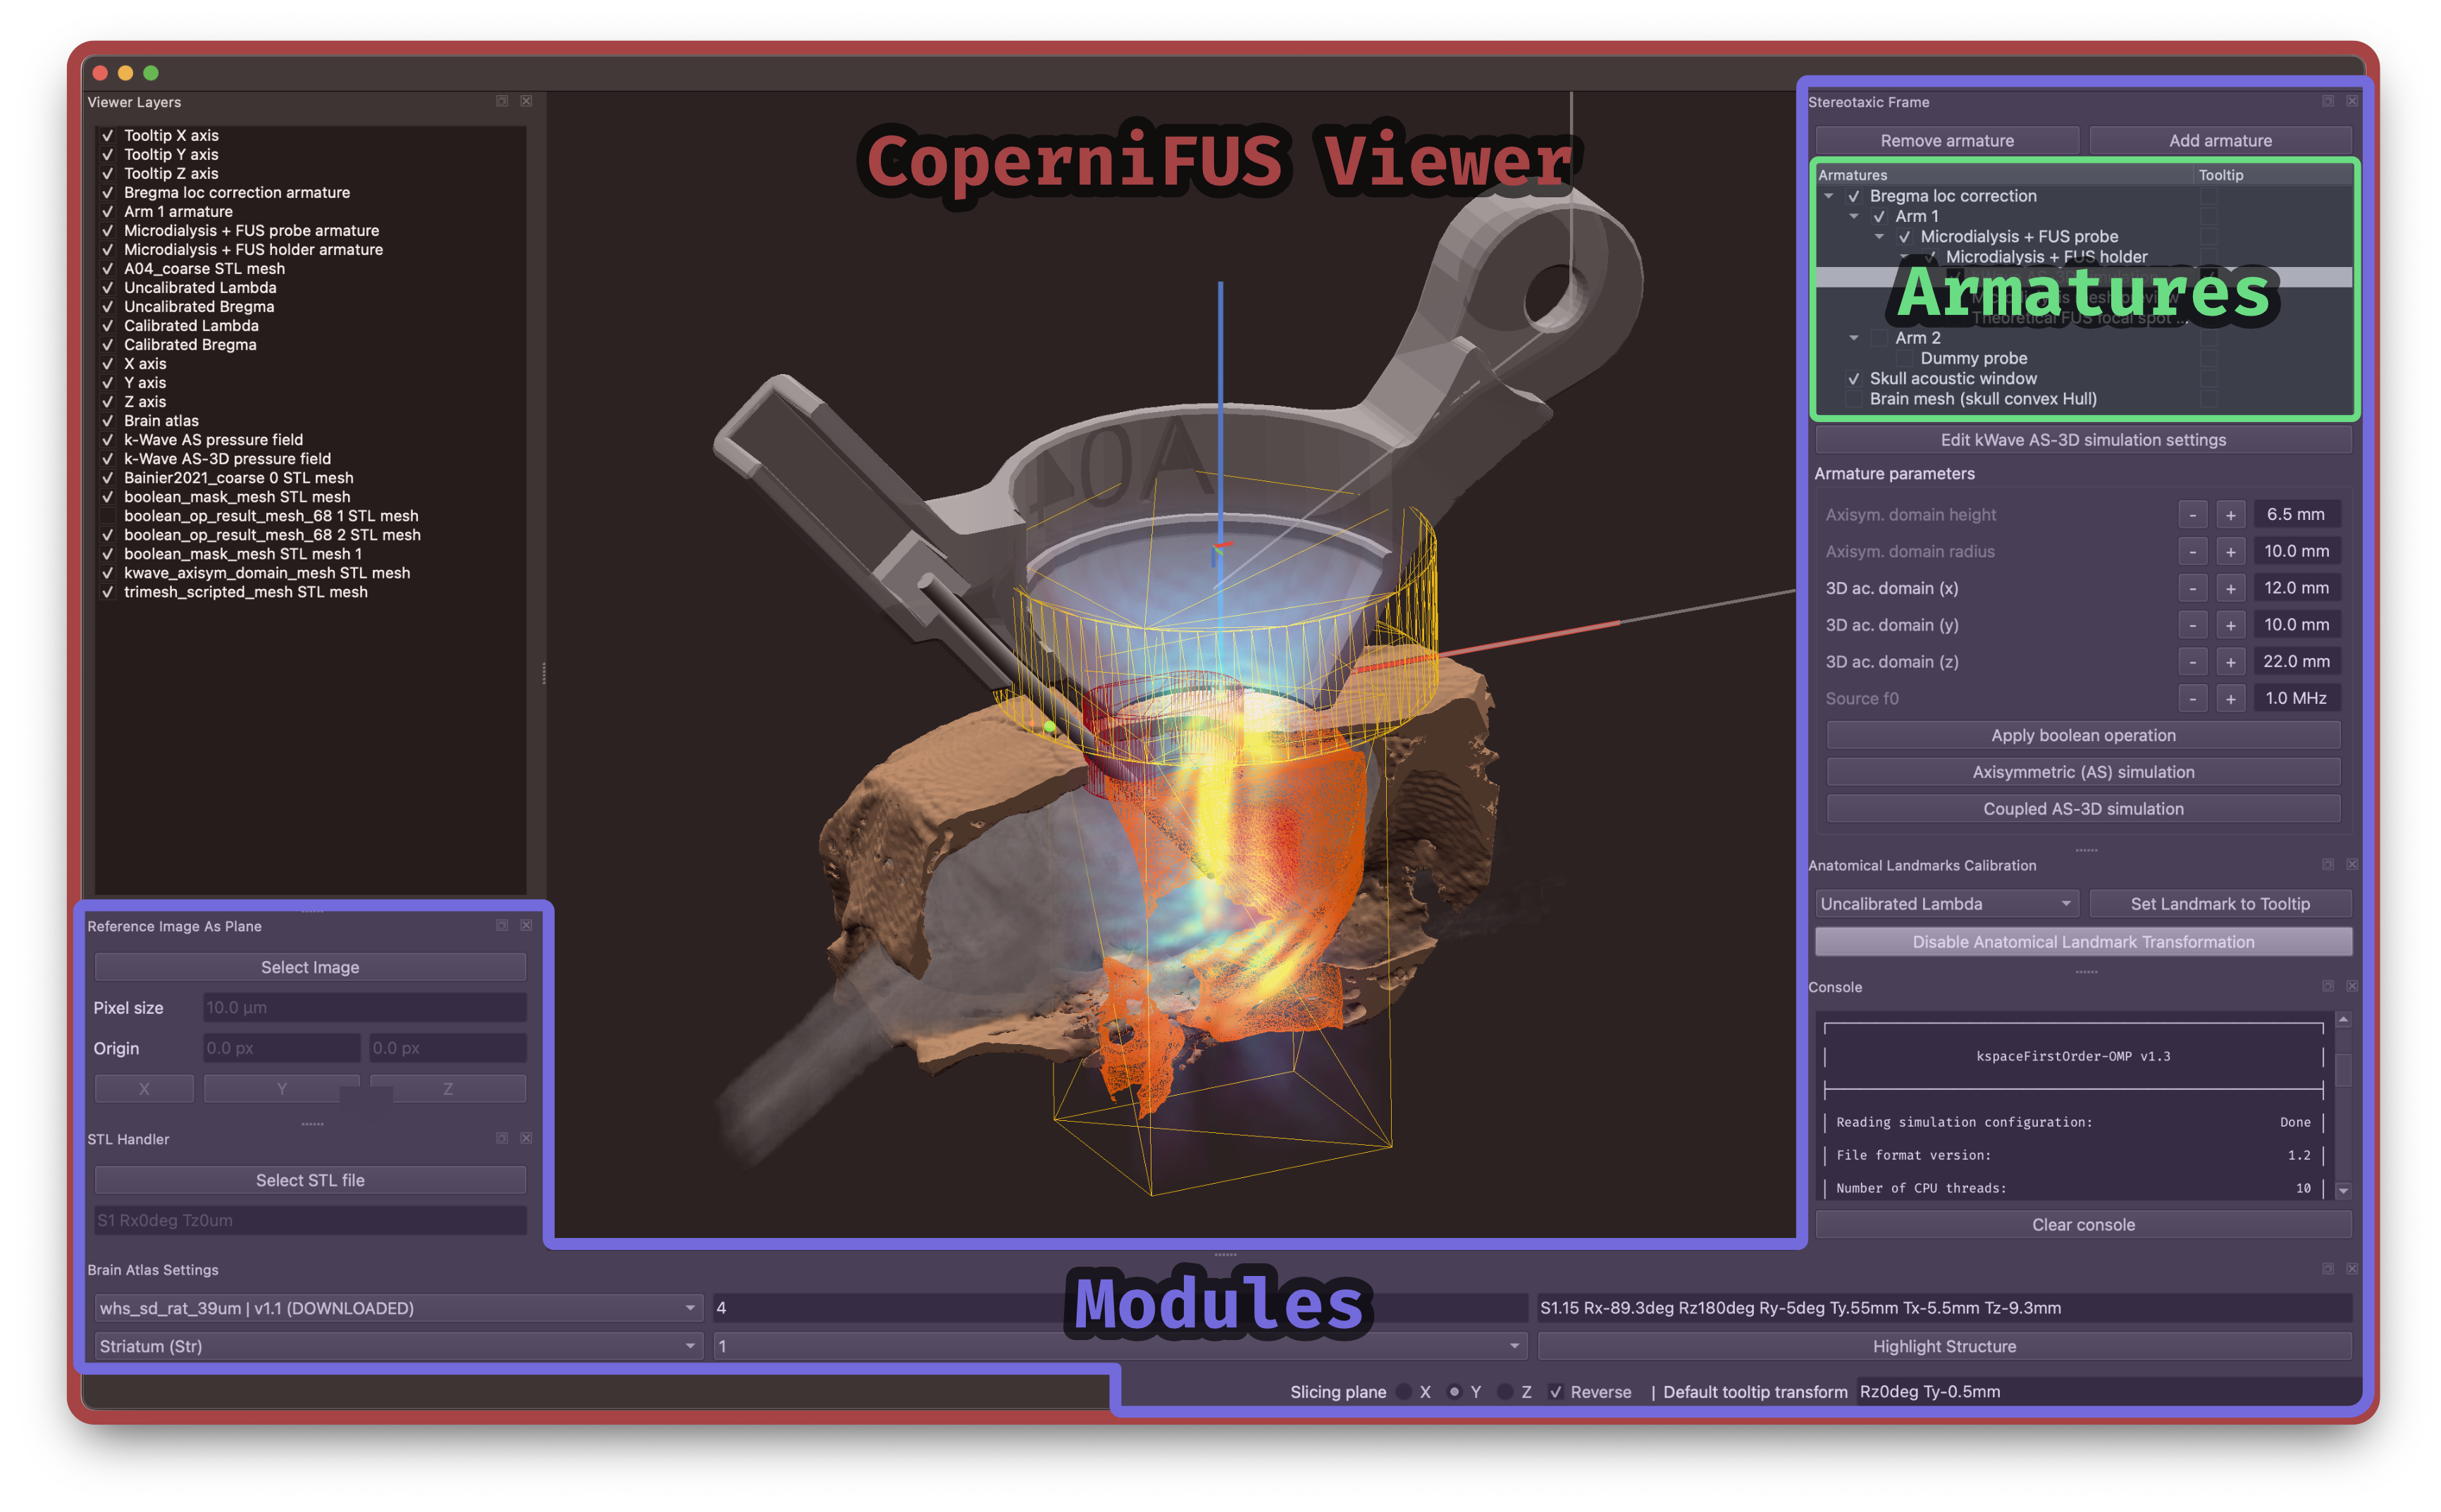 Viewer Layers
Tooltip X axis
Tooltip Y axis
Tooltip Z axis
Bregma loc correction armature
Arm 1 armature
Microdialysis + FUS probe armature
Microdialysis + FUS holder armature
A04_coarse STL mesh
Uncalibrated Lambda
Uncalibrated Bregma
Calibrated Lambda
Calibrated Bregma
X axis
Y axis
Z axis
Brain atlas
k-Wave AS pressure field
k-Wave AS-3D pressure field
Bainier2021_coarse 0 STL mesh
boolean_mask_mesh STL mesh
boolean_op_result_mesh_68 1 STL mesh
boolean_op_result_mesh_68 2 STL mesh
boolean_mask_mesh STL mesh 1
kwave_axisym_domain_mesh STL mesh
trimesh_scripted_mesh STL mesh
CoperniFUS Viewer
A04
Stereotaxic Frame
Remove armature Add armature
Armatures Tooltip
Bregma loc correction
Arm 1
Microdialysis + FUS probe
Microdialysis + FUS holder
Armatures
Theoretical FUS focal spot ...
Arm 2
Dummy probe
Skull acoustic window
Brain mesh (skull convex Hull)
Edit kWave AS-3D simulation settings
Armature parameters
Axisym. domain height - + 6.5 mm
Axisym. domain radius - + 10.0 mm
3D ac. domain (x) - + 12.0 mm
3D ac. domain (y) - + 10.0 mm
3D ac. domain (z) - + 22.0 mm
Source f0 - + 1.0 MHz
Apply boolean operation
Axisymmetric (AS) simulation
Coupled AS-3D simulation
Anatomical Landmarks Calibration
Uncalibrated Lambda Set Landmark to Tooltip
Disable Anatomical Landmark Transformation
Console
kspaceFirstOrder-OMP v1.3
Reading simulation configuration: Done
File format version: 1.2
Number of CPU threads: 10
Clear console
Reference Image As Plane
Select Image
Pixel size 10.0 µm
Origin 0.0 px 0.0 px
X Y Z
STL Handler
Select STL file
S1 Rx0deg Tz0um
Brain Atlas Settings
Modules
whs_sd_rat_39um | v1.1 (DOWNLOADED) 4 S1.15 Rx-89.3deg Rz180deg Ry-5deg Ty.55mm Tx-5.5mm Tz-9.3mm
Striatum (Str) 1 Highlight Structure
Slicing plane X Y Z Reverse | Default tooltip transform Rz0deg Ty-0.5mm